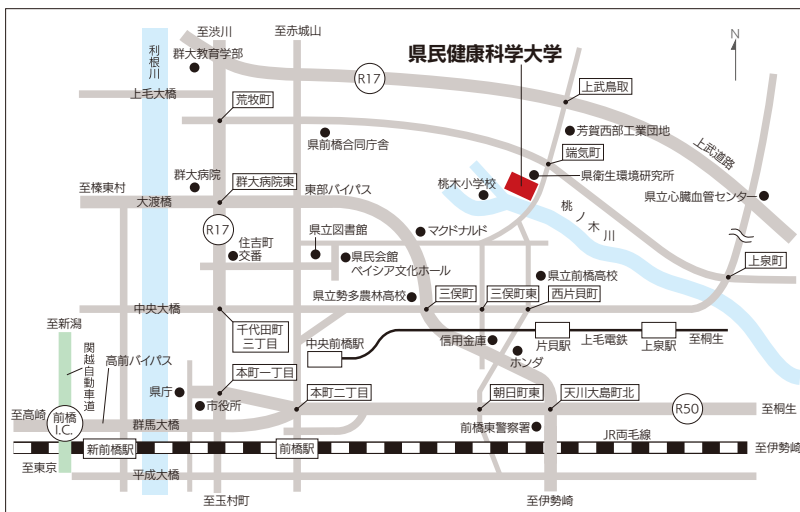 至渋川
至赤城山
利根川
群大教育学部
県民健康科学大学
N
R17
上毛大橋
荒牧町
上武鳥取
県前橋合同庁舎
芳賀西部工業団地
端気町
上武道路
至榛東村
群大病院
県衛生環境研究所
桃木小学校
県立心臓血管センター
大渡橋
群大病院東
東部バイパス
桃ノ木川
R17
住吉町
交番
県立図書館
マクドナルド
県民会館
ベイシア文化ホール
上泉町
県立前橋高校
県立勢多農林高校
三俣町
三俣町東
西片貝町
中央大橋
至新潟
千代田町
三丁目
中央前橋駅
信用金庫
片貝駅
上毛電鉄
上泉駅
至桐生
関越自動車道
高前バイパス
ホンダ
県庁
本町一丁目
市役所
本町二丁目
朝日町東
天川大島町北
R50
至桐生
至高崎
前橋
I.C.
群馬大橋
前橋東警察署
JR両毛線
新前橋駅
前橋駅
至伊勢崎
至東京
平成大橋
至玉村町
至伊勢崎